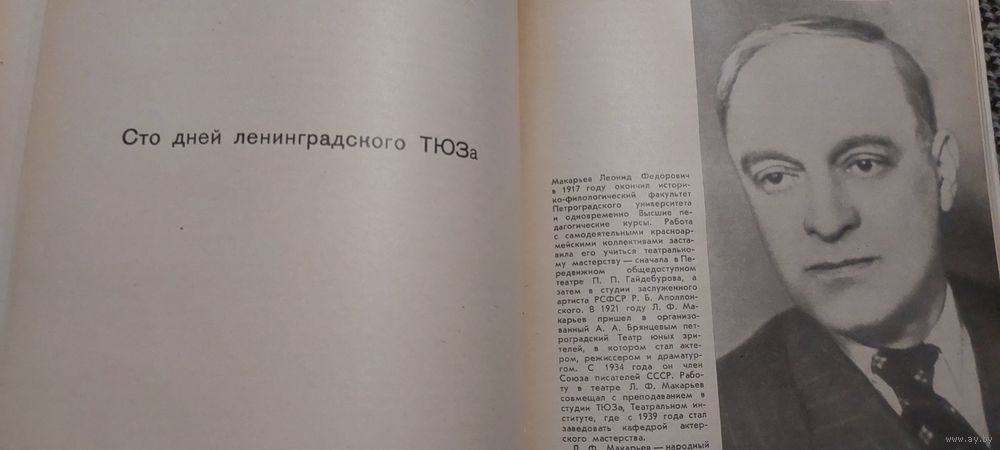 Сто дней ленинградского ТЮЗа
Макарьев Леонид Федорович
в 1917 году окончил истори-
ко-филологический факультет
Петроградского университета
и одновременно Высшие пе-
дагогические курсы. Работа
с самодеятельными красноар-
мейскими коллективами заста-
вила его учиться театрально-
му мастерству — сначала в Пе-
редвижном общедоступном
театре П. П. Гайдебурова, а
затем в студии заслуженного
артиста РСФСР Р. Б. Аполлон-
ского. В 1921 году Л. Ф. Ма-
карьев пришел в организо-
ванный А. А. Брянцевым пет-
роградский Театр юных зри-
телей, в котором стал акте-
ром, режиссером и драматур-
гом. С 1934 года он член
Союза писателей СССР. Рабо-
ту в театре Л. Ф. Макарьев
совмещал с преподаванием в
студии ТЮЗа, Театральном ин-
ституте, где с 1939 года стал
заведовать кафедрой актер-
ского мастерства.
Л. Ф. Макарьев — народный
www.ay.by